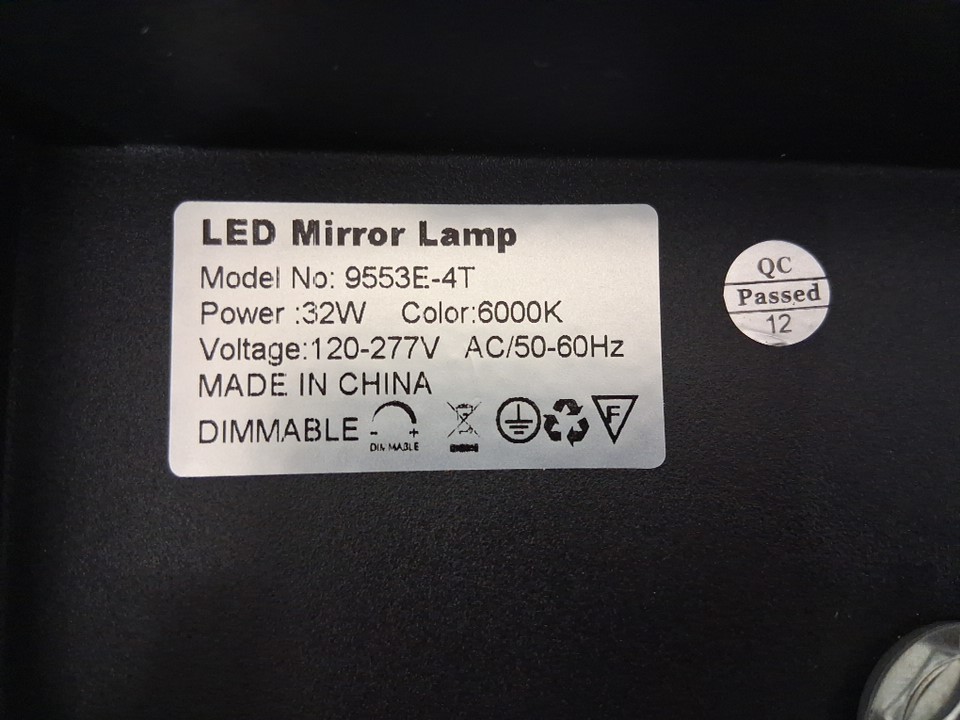 LED Mirror Lamp
Model No: 9553E-4T
Power :32W Color:6000K
Voltage:120-277V AC/50-60Hz
MADE IN CHINA
DIMMABLE - + F
DIMMABLE
QC
Passed
12